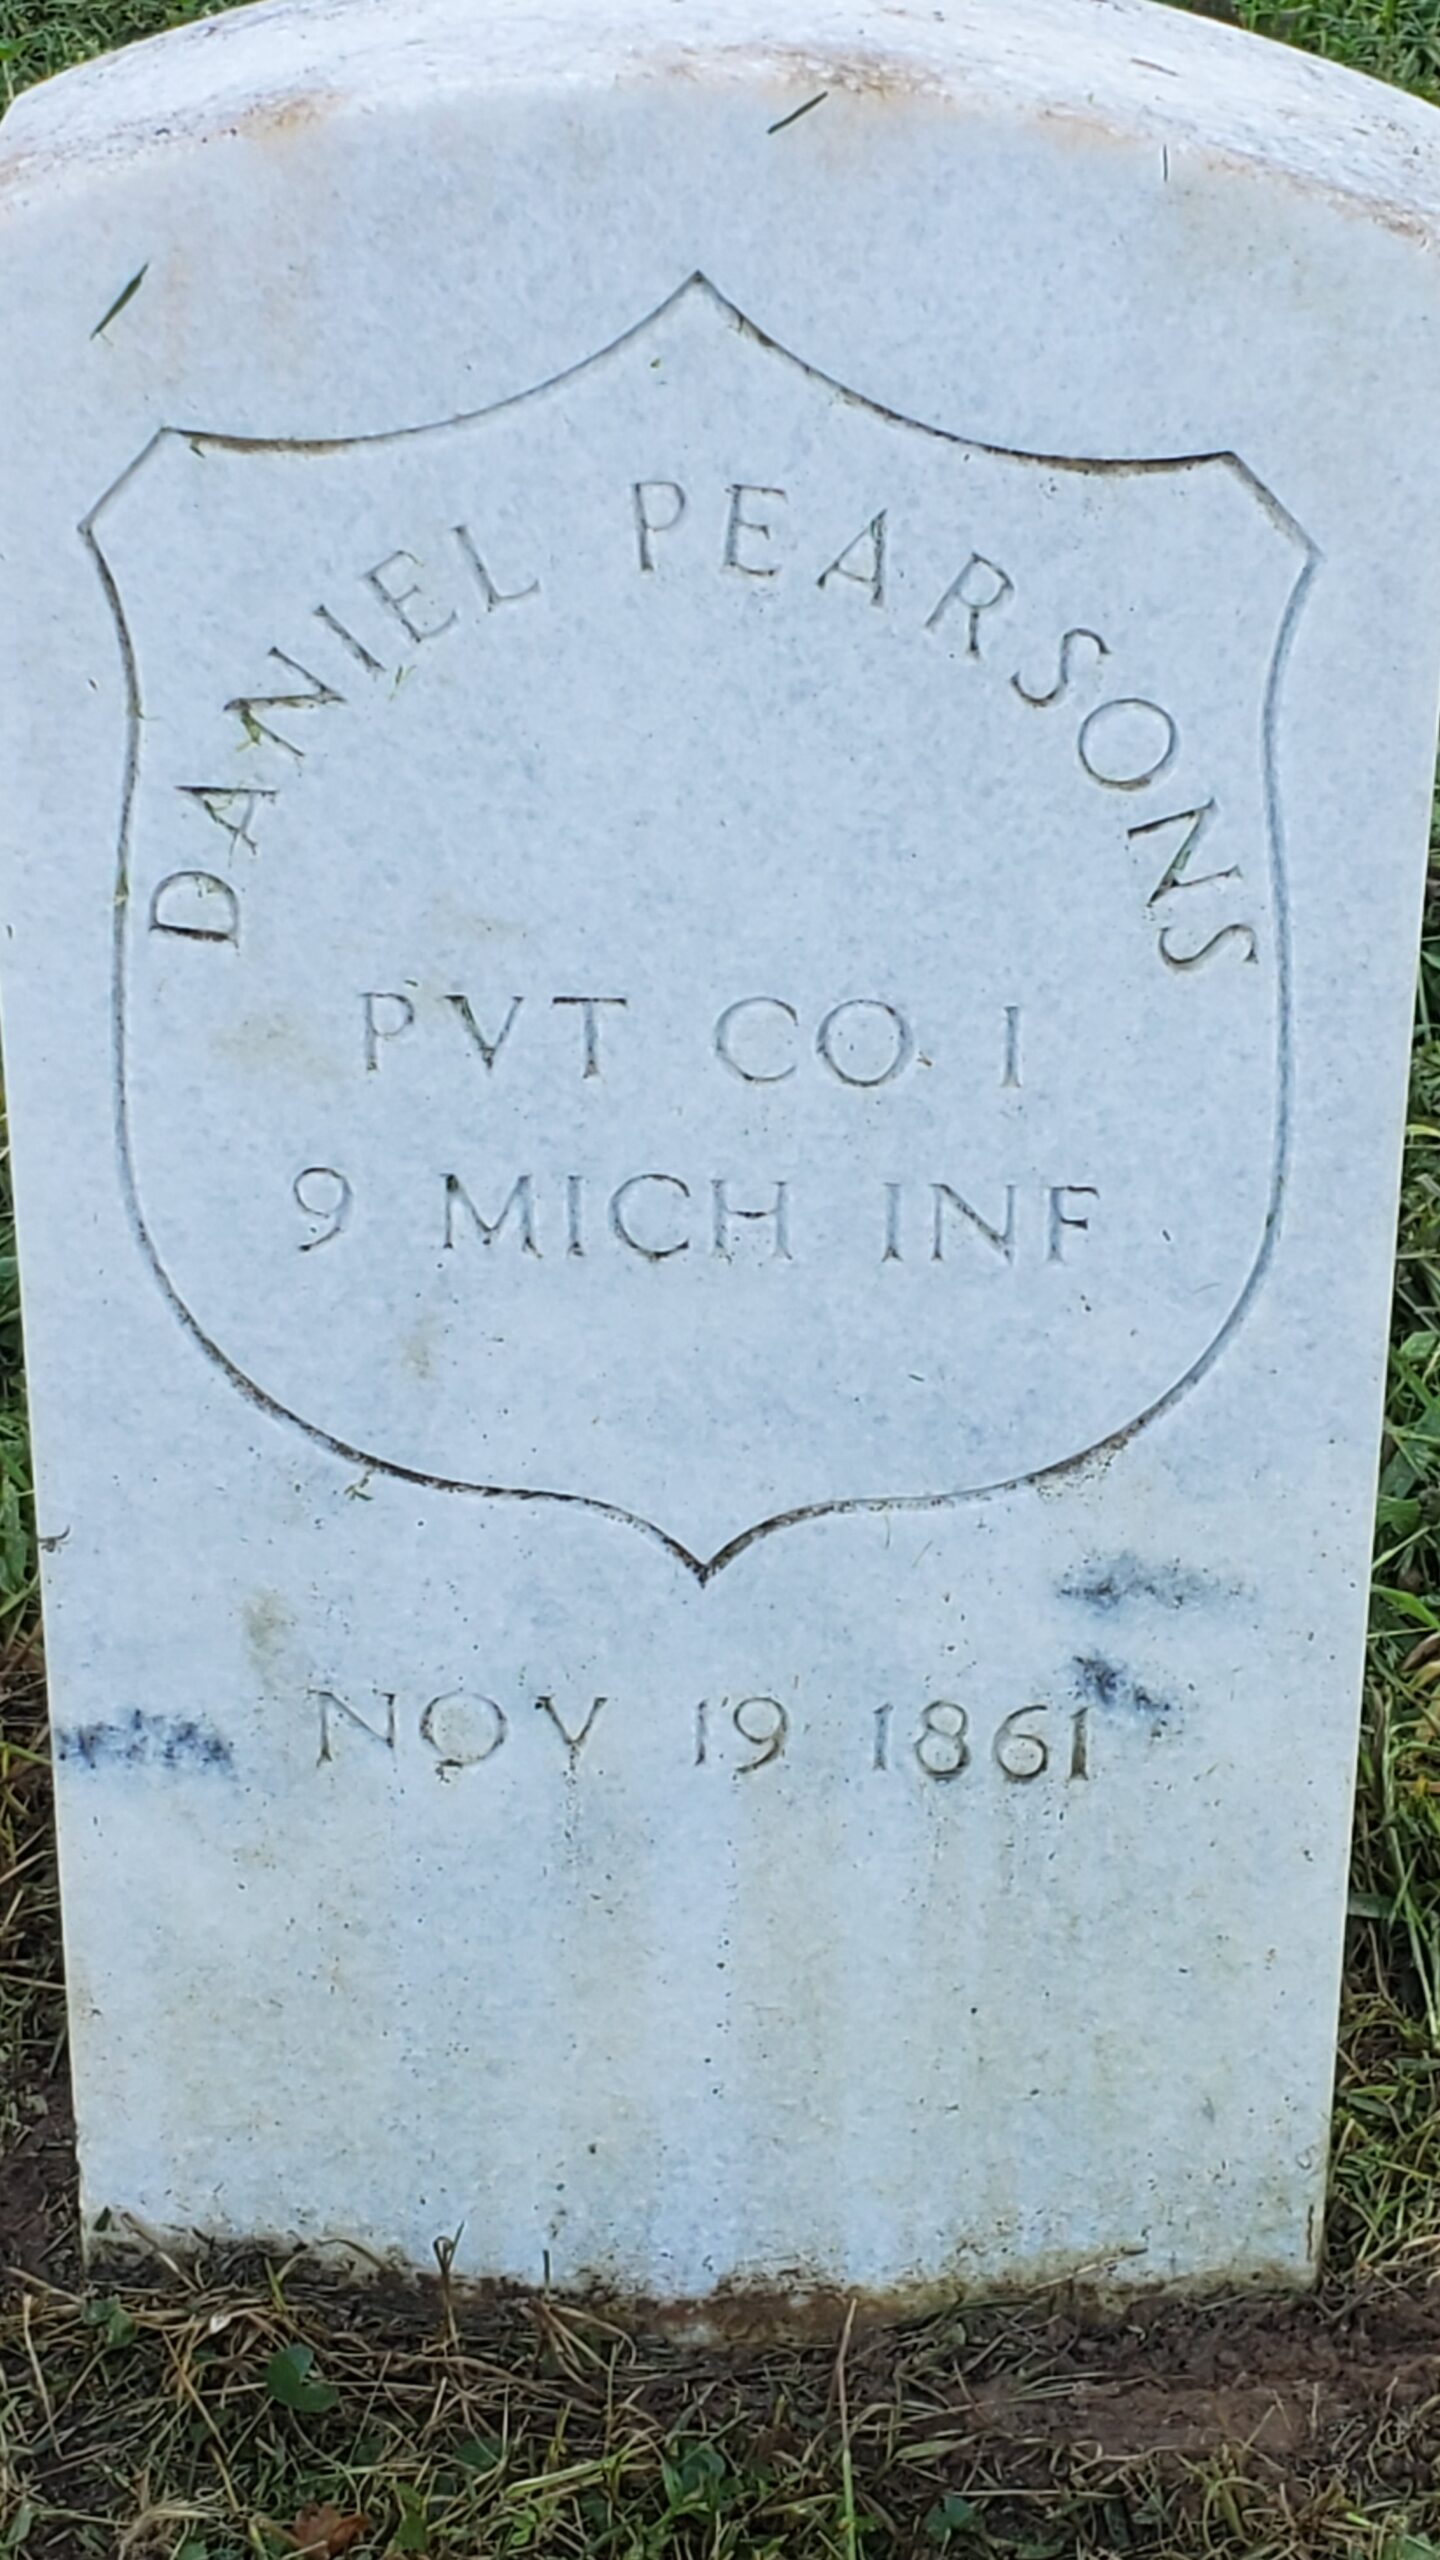 DANIEL PEARSONS
PVT CO I
9 MICH INF
NOV 19 1861